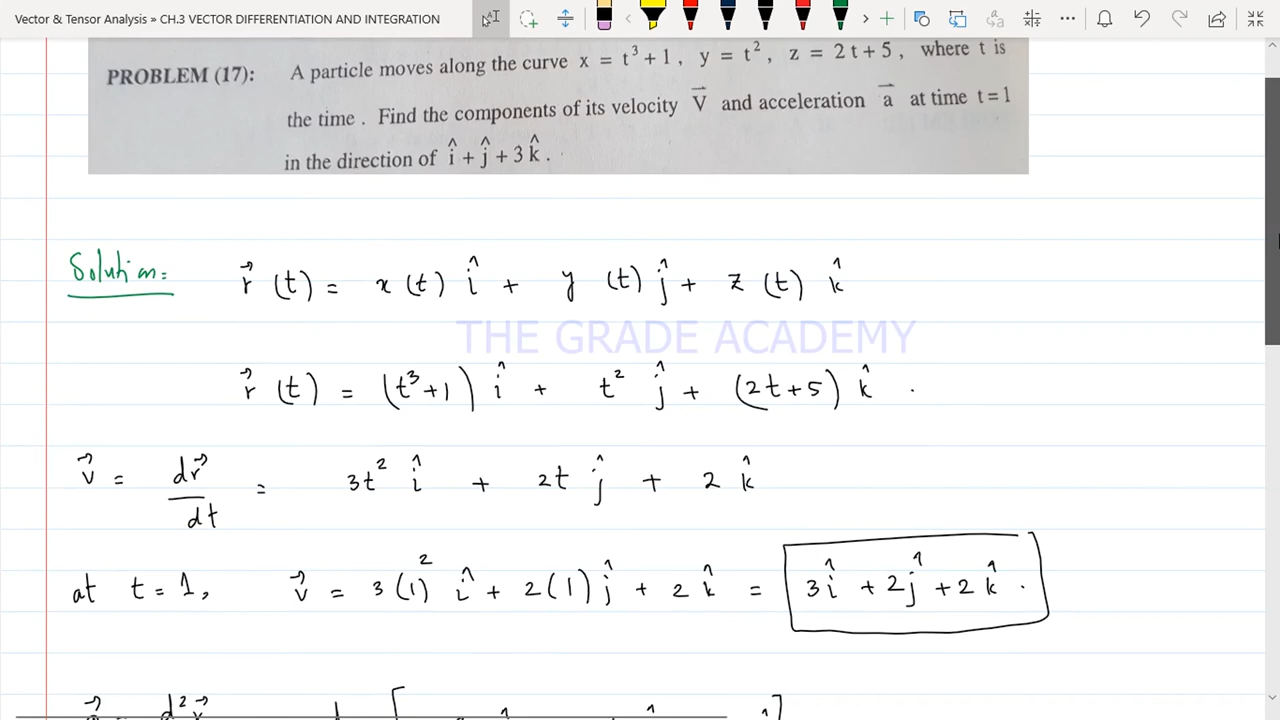 Vector & Tensor Analysis » CH.3 VECTOR DIFFERENTIATION AND INTEGRATION
PROBLEM (17): A particle moves along the curve x = t³ + 1 , y = t² , z = 2 t + 5 , where t is
the time . Find the components of its velocity V⃗ and acceleration a⃗ at time t = 1
in the direction of î + ĵ + 3 k̂ .
Solution:
r⃗ (t) = x (t) î + y (t) ĵ + z (t) k̂
THE GRADE ACADEMY
r⃗ (t) = (t³+1) î + t² ĵ + (2t+5) k̂ .
v⃗ = dr⃗/dt = 3t² î + 2t ĵ + 2 k̂
at t = 1, v⃗ = 3 (1)² î + 2 (1) ĵ + 2 k̂ = 3î + 2ĵ + 2 k̂ .